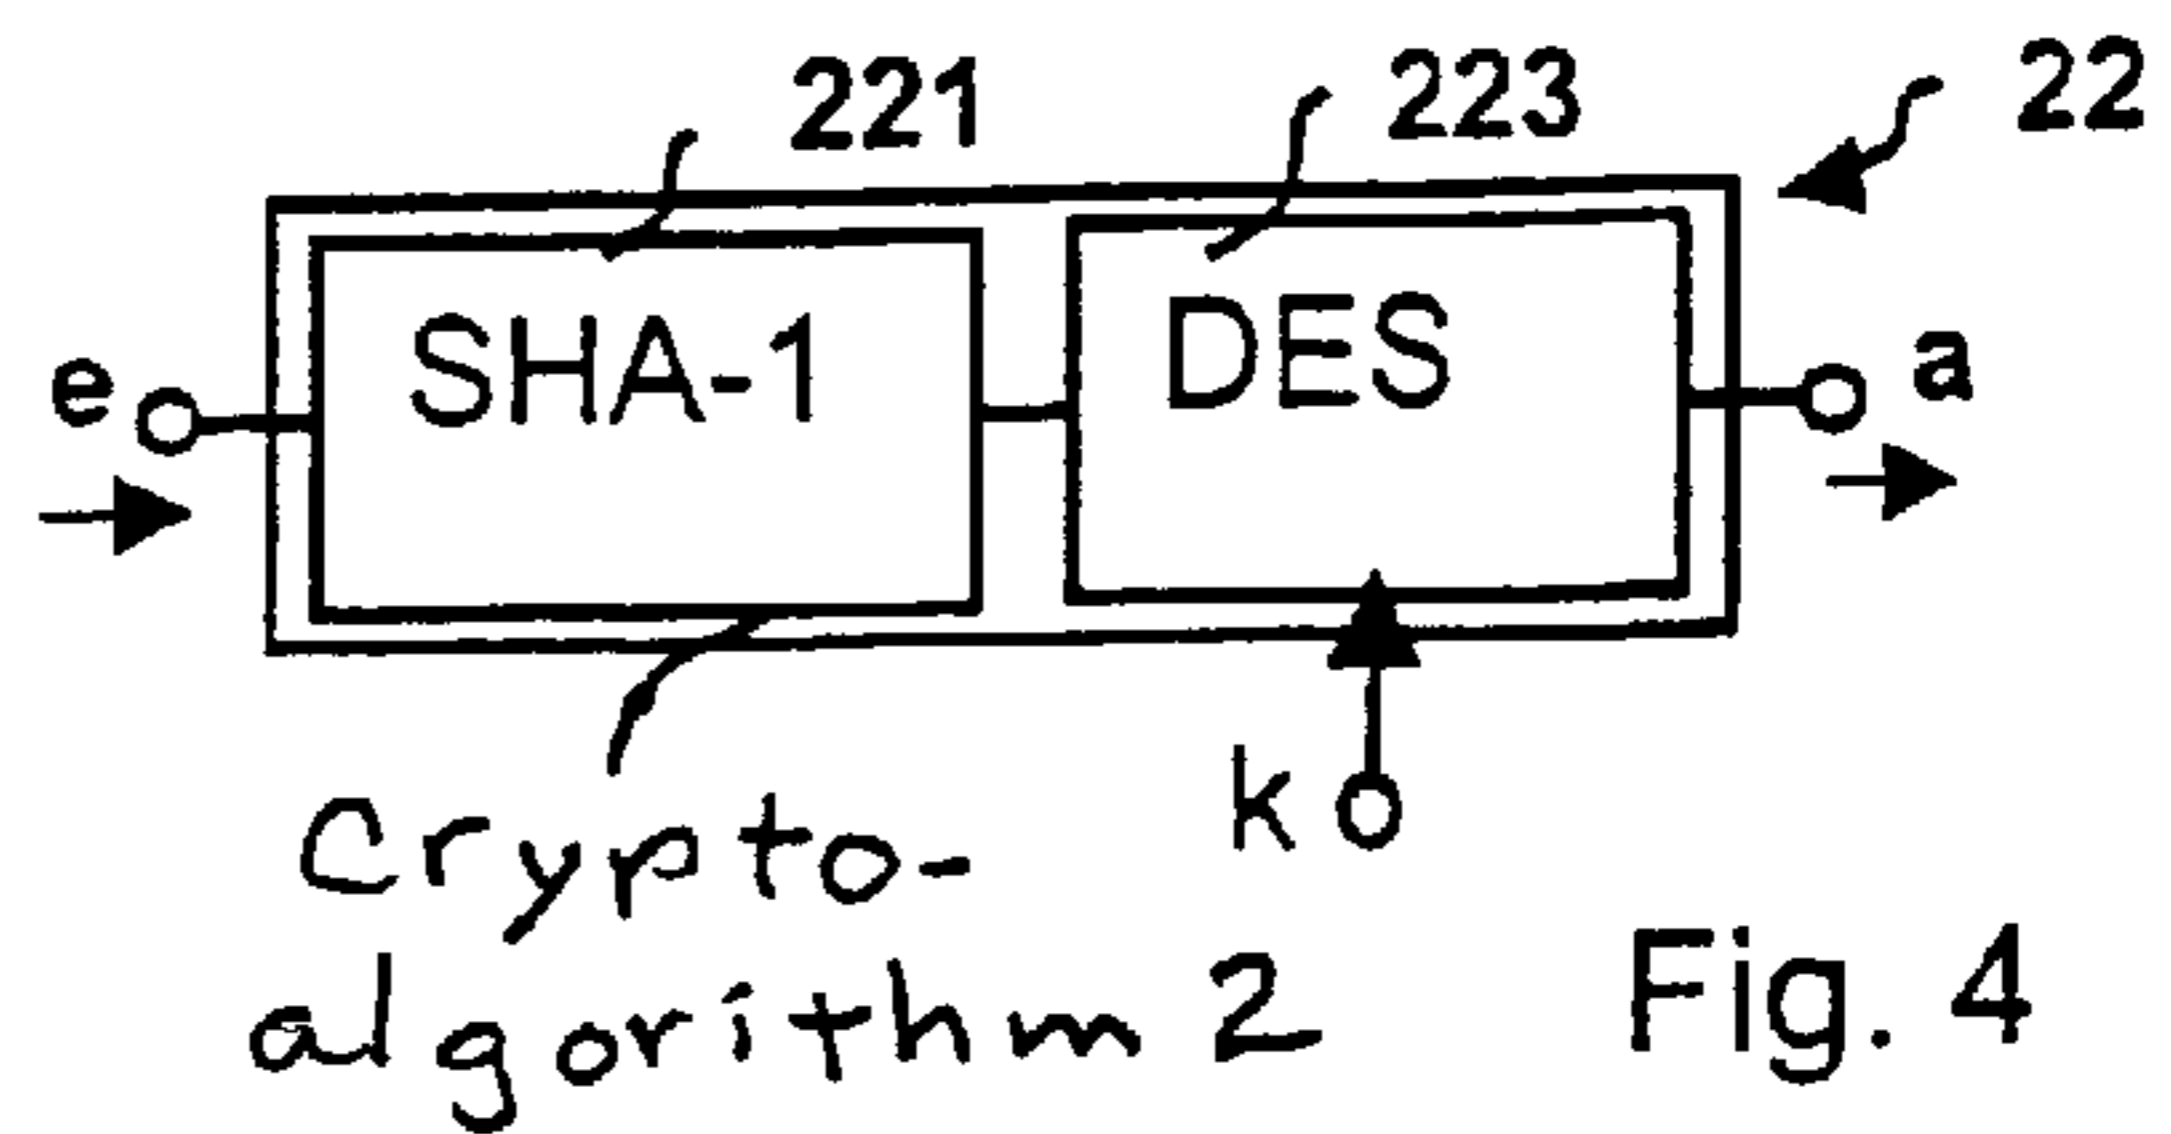 221 223 22
SHA-1 DES
e a
k
Crypto-
algorithm 2
Fig. 4